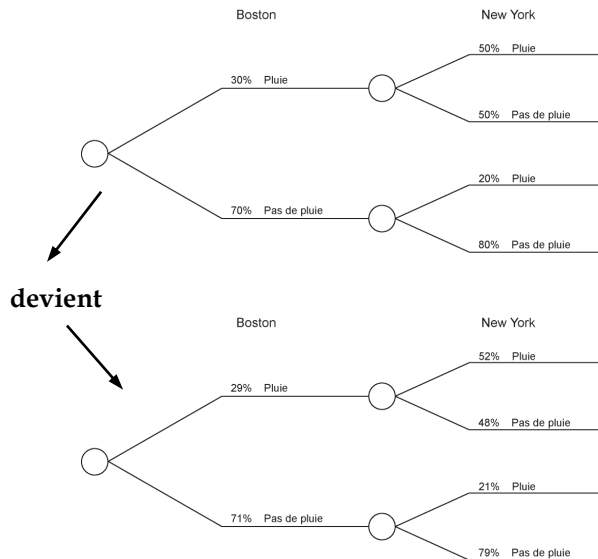 Boston New York
50% Pluie
30% Pluie
50% Pas de pluie
20% Pluie
70% Pas de pluie
80% Pas de pluie
devient
Boston New York
52% Pluie
29% Pluie
48% Pas de pluie
21% Pluie
71% Pas de pluie
79% Pas de pluie